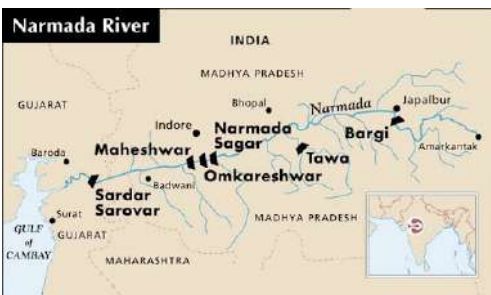 Narmada River
INDIA
MADHYA PRADESH
GUJARAT
Bhopal
Narmada
Japalbur
Indore
Narmada
Sagar
Bargi
Maheshwar
Amarkantak
Baroda
Tawa
Omkareshwar
Badwani
Sardar
Sarovar
Surat
MADHYA PRADESH
GULF
of
CAMBAY
GUJARAT
MAHARASHTRA